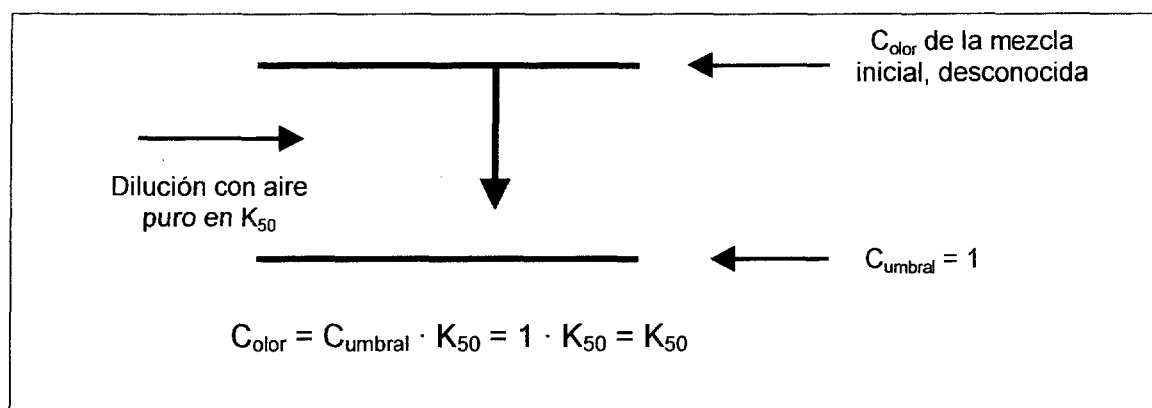 C_olor de la mezcla
inicial, desconocida
Dilución con aire
puro en K_50
C_umbral = 1
C_olor = C_umbral · K_50 = 1 · K_50 = K_50